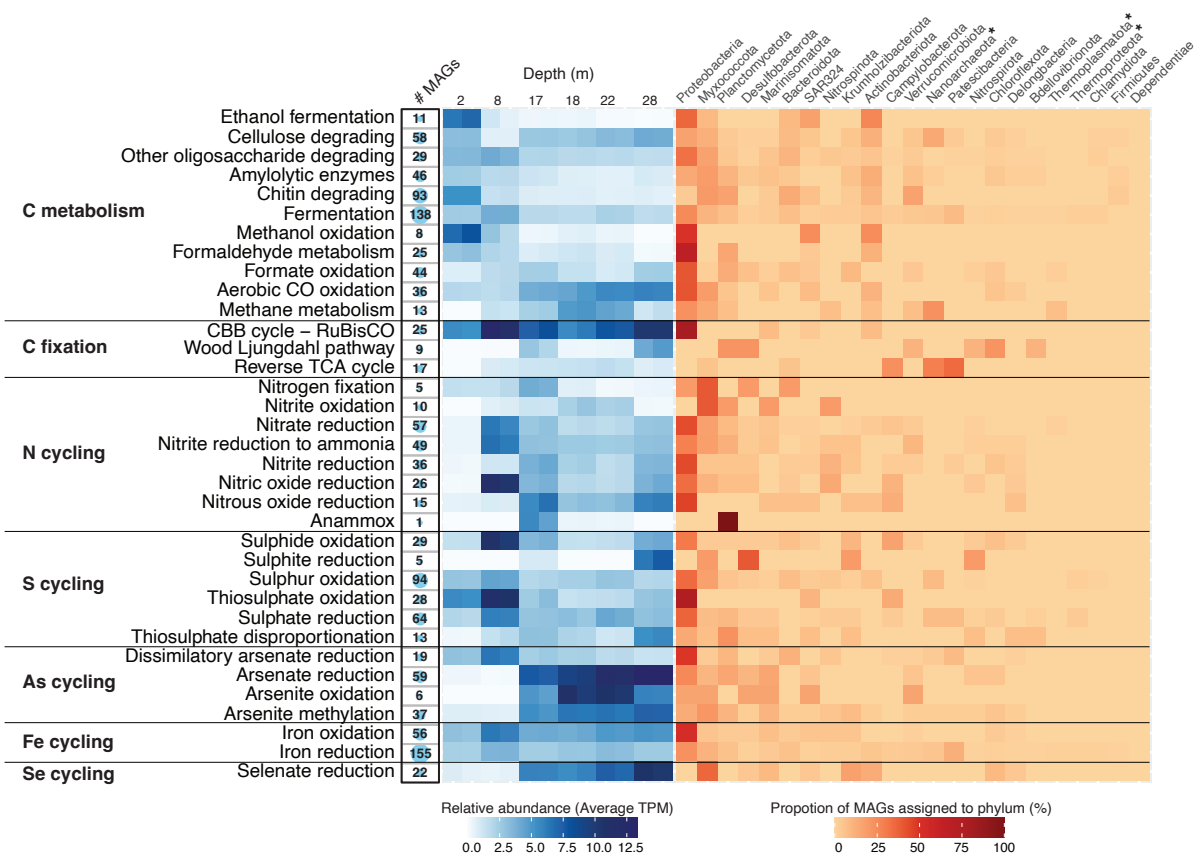 # MAGs
Depth (m)
2 8 17 18 22 28
Proteobacteria
Myxococcota
Planctomycetota
Desulfobacterota
Marinisomatota
Bacteroidota
SAR324
Nitrospinota
Krumholzibacteriota
Actinobacteriota
Campylobacterota
Verrucomicrobiota
Nanoarchaeota*
Patescibacteria
Nitrospirota
Chloroflexota
Delongbacteria
Bdellovibrionota
Thermoplasmatota*
Thermoproteota*
Chlamydiota
Firmicutes
Dependentiae
C metabolism
Ethanol fermentation 11
Cellulose degrading 58
Other oligosaccharide degrading 29
Amylolytic enzymes 46
Chitin degrading 93
Fermentation 138
Methanol oxidation 8
Formaldehyde metabolism 25
Formate oxidation 44
Aerobic CO oxidation 36
Methane metabolism 13
C fixation
CBB cycle – RuBisCO 25
Wood Ljungdahl pathway 9
Reverse TCA cycle 17
N cycling
Nitrogen fixation 5
Nitrite oxidation 10
Nitrate reduction 57
Nitrite reduction to ammonia 49
Nitrite reduction 36
Nitric oxide reduction 26
Nitrous oxide reduction 15
Anammox 1
S cycling
Sulphide oxidation 29
Sulphite reduction 5
Sulphur oxidation 94
Thiosulphate oxidation 28
Sulphate reduction 64
Thiosulphate disproportionation 13
As cycling
Dissimilatory arsenate reduction 19
Arsenate reduction 59
Arsenite oxidation 6
Arsenite methylation 37
Fe cycling
Iron oxidation 56
Iron reduction 155
Se cycling
Selenate reduction 22
Relative abundance (Average TPM)
0.0 2.5 5.0 7.5 10.0 12.5
Propotion of MAGs assigned to phylum (%)
0 25 50 75 100